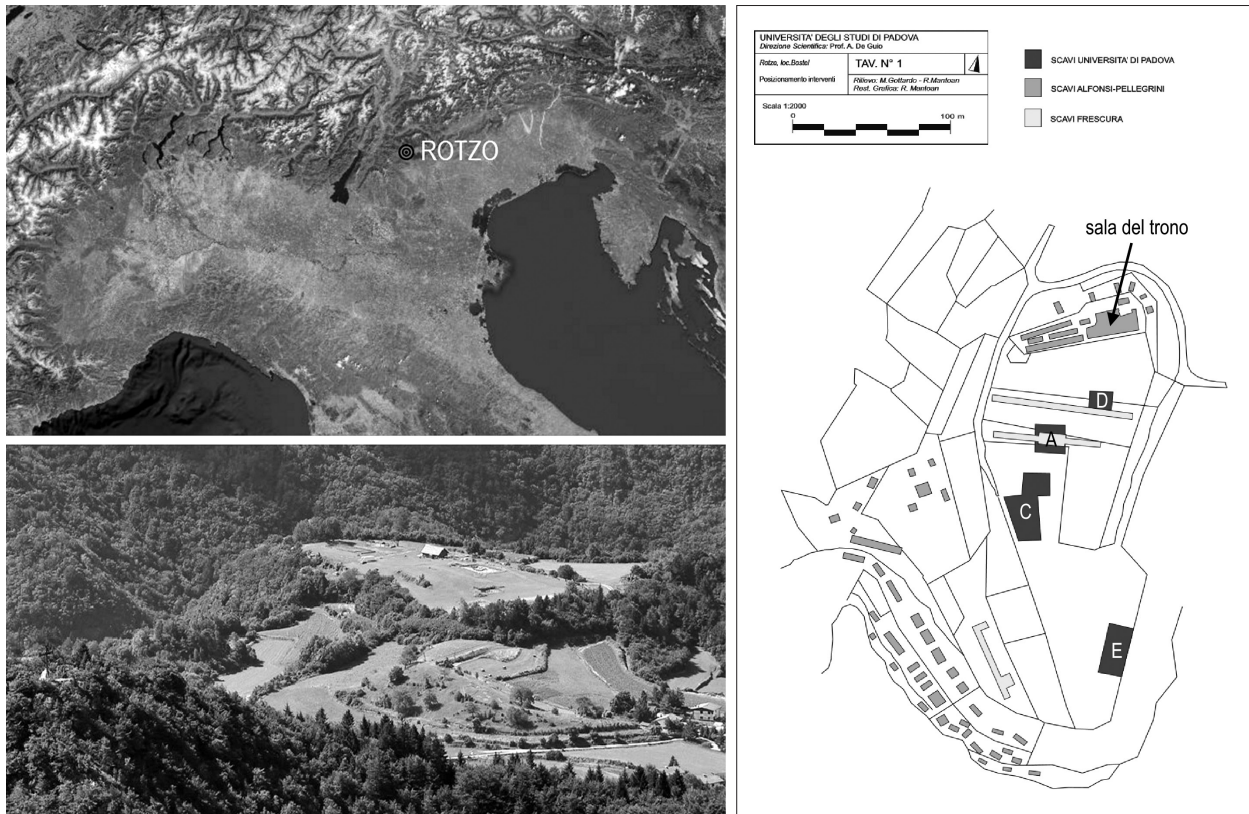 ROTZO
UNIVERSITA' DEGLI STUDI DI PADOVA
Direzione Scientifica: Prof. A. De Guio
Rotzo, loc.Bostel
TAV. N° 1
Posizionamento interventi
Rilievo: M.Gottardo - R.Mantoan
Rest. Grafica: R. Mantoan
Scala 1:2000
0 100 m
SCAVI UNIVERSITA' DI PADOVA
SCAVI ALFONSI-PELLEGRINI
SCAVI FRESCURA
sala del trono
D
A
C
E